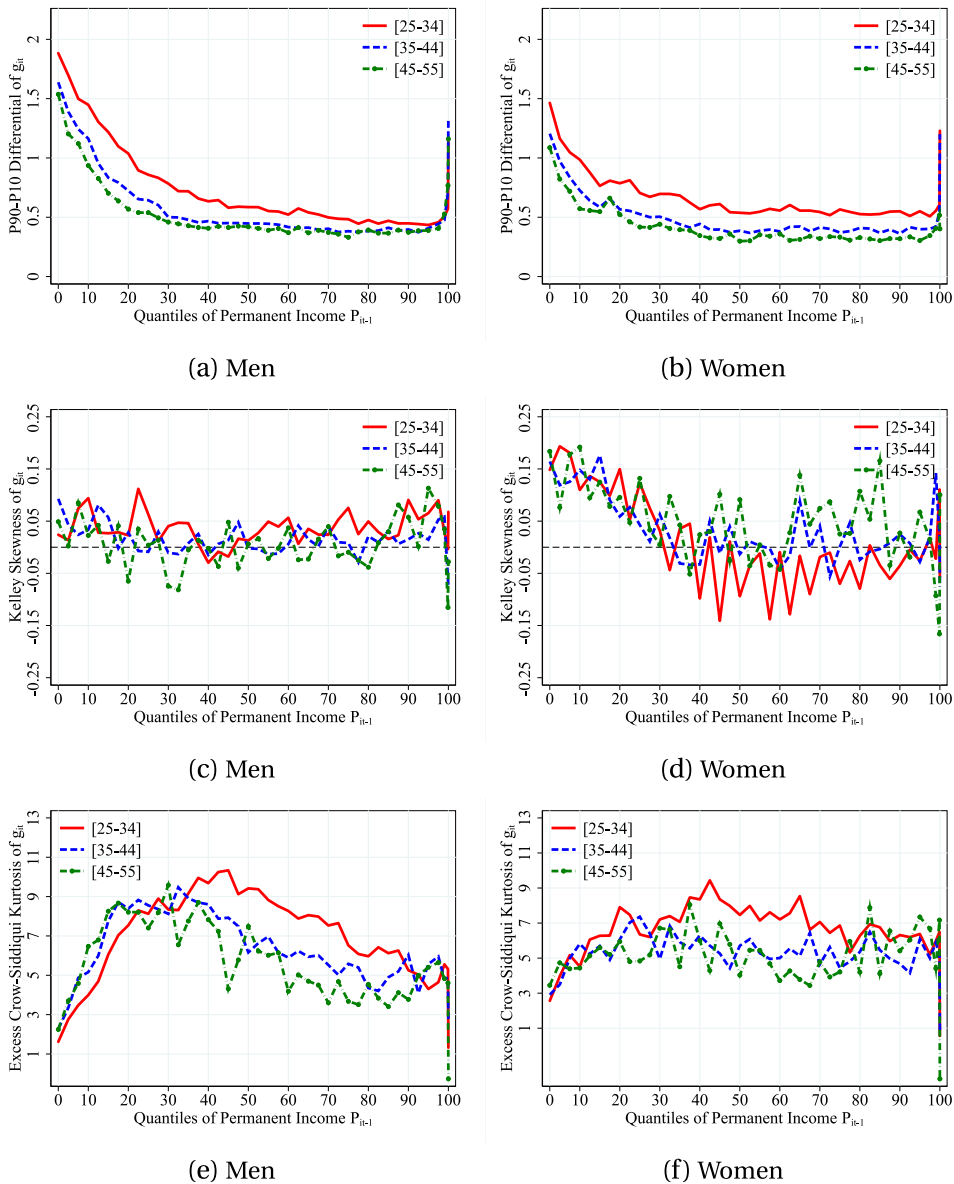 [25-34]
[35-44]
[45-55]
P90-P10 Differential of g_it
2
1.5
1
0.5
0
0 10 20 30 40 50 60 70 80 90 100
Quantiles of Permanent Income P_it-1
(a) Men
[25-34]
[35-44]
[45-55]
P90-P10 Differential of g_it
2
1.5
1
0.5
0
0 10 20 30 40 50 60 70 80 90 100
Quantiles of Permanent Income P_it-1
(b) Women
[25-34]
[35-44]
[45-55]
Kelley Skewness of g_it
0.25
0.15
0.05
-0.05
-0.15
-0.25
0 10 20 30 40 50 60 70 80 90 100
Quantiles of Permanent Income P_it-1
(c) Men
[25-34]
[35-44]
[45-55]
Kelley Skewness of g_it
0.25
0.15
0.05
-0.05
-0.15
-0.25
0 10 20 30 40 50 60 70 80 90 100
Quantiles of Permanent Income P_it-1
(d) Women
[25-34]
[35-44]
[45-55]
Excess Crow-Siddiqui Kurtosis of g_it
13
11
9
7
5
3
1
0 10 20 30 40 50 60 70 80 90 100
Quantiles of Permanent Income P_it-1
(e) Men
[25-34]
[35-44]
[45-55]
Excess Crow-Siddiqui Kurtosis of g_it
13
11
9
7
5
3
1
0 10 20 30 40 50 60 70 80 90 100
Quantiles of Permanent Income P_it-1
(f) Women